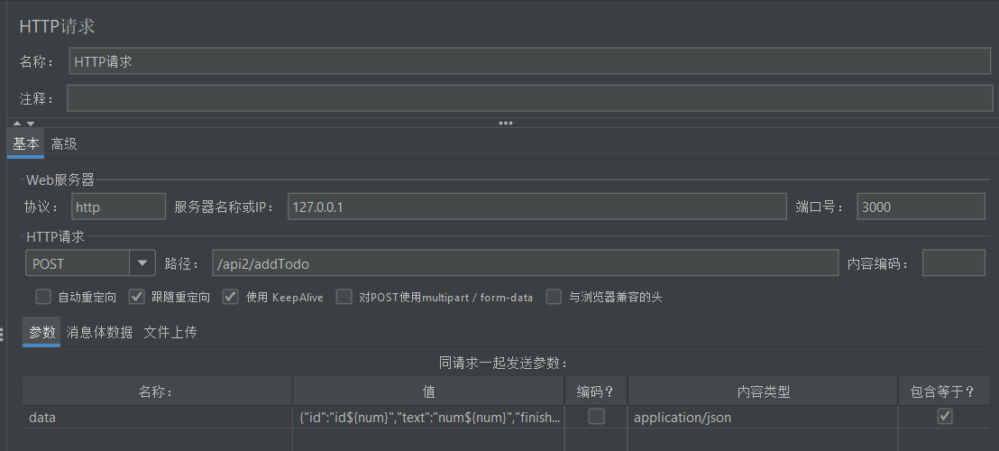 HTTP请求
名称： HTTP请求
注释：
基本 高级
Web服务器
协议： http 服务器名称或IP： 127.0.0.1 端口号： 3000
HTTP请求
POST 路径： /api2/addTodo 内容编码：
自动重定向 跟随重定向 使用 KeepAlive 对POST使用multipart / form-data 与浏览器兼容的头
参数 消息体数据 文件上传
同请求一起发送参数：
名称： 值 编码？ 内容类型 包含等于？
data {"id":"id${num}","text":"num${num}","finish... application/json